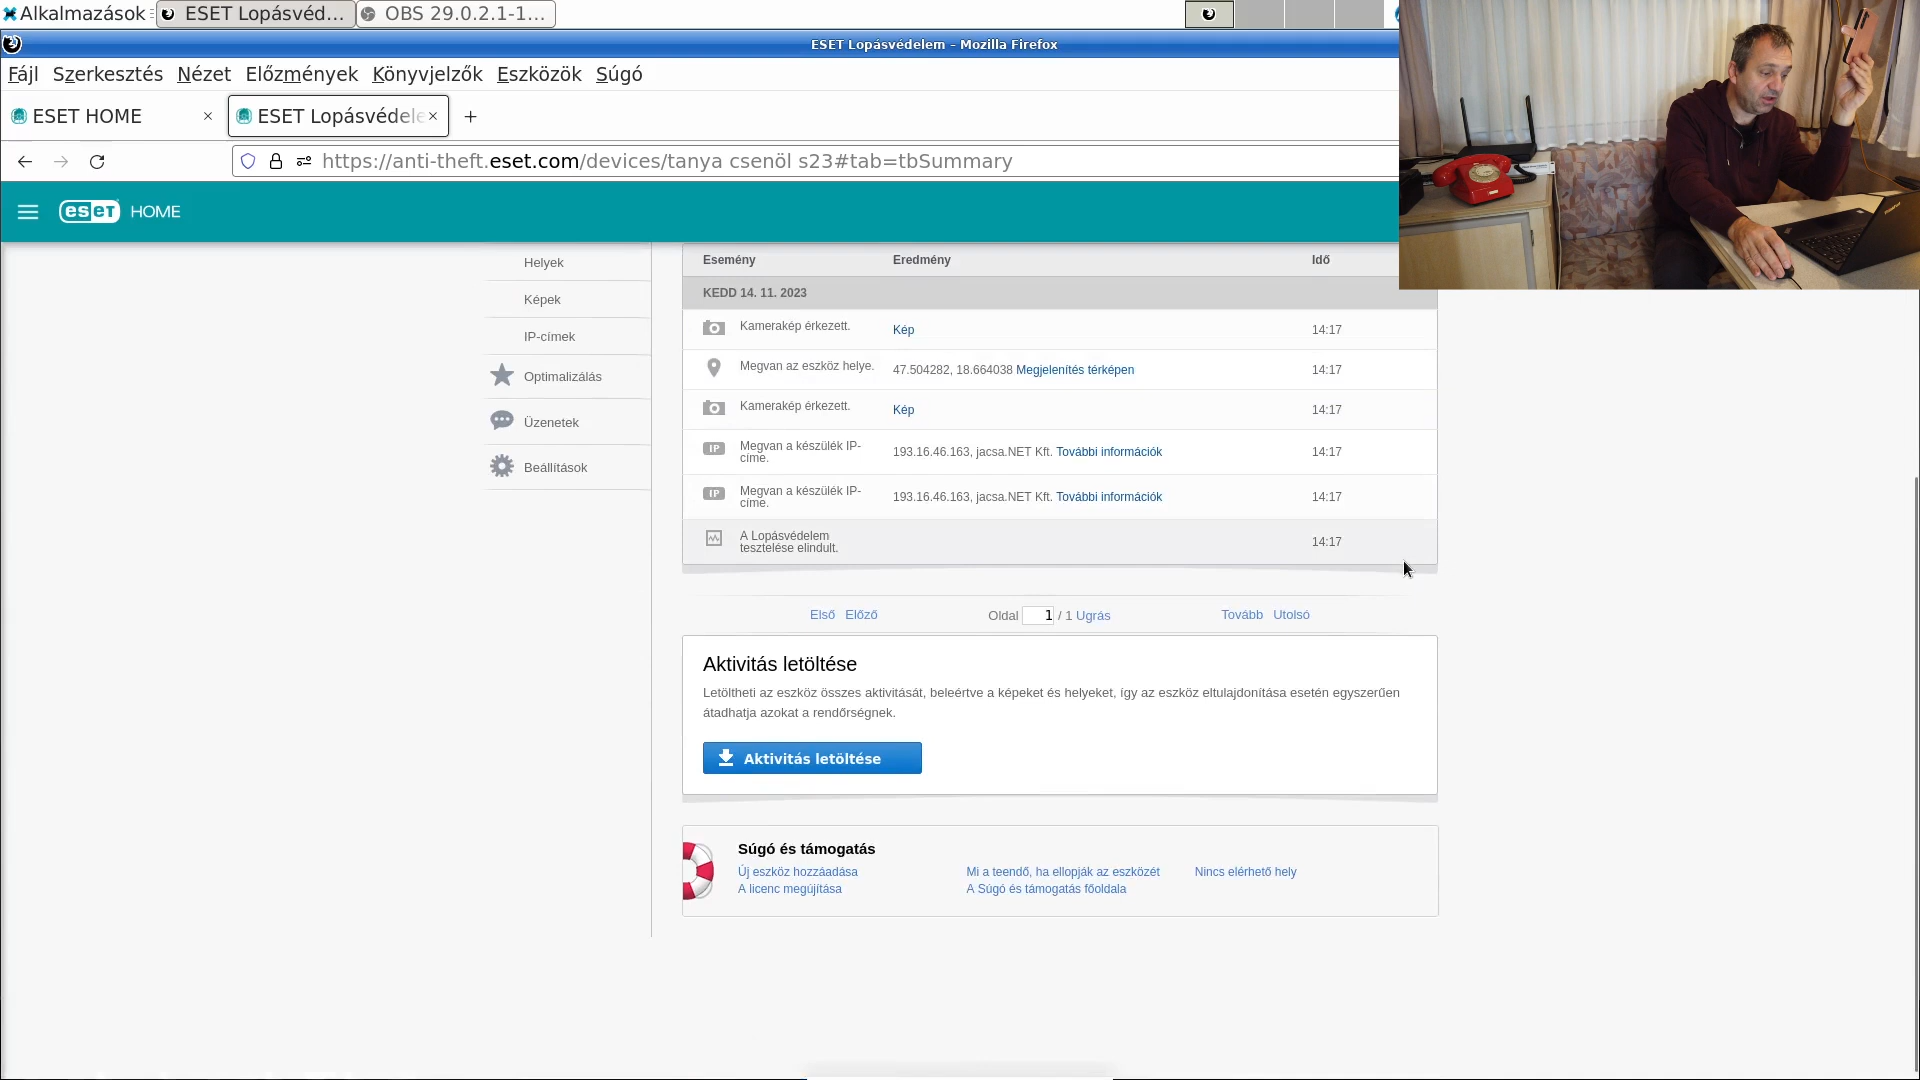 Alkalmazások
ESET Lopásvéd...
OBS 29.0.2.1-1...
ESET Lopásvédelem – Mozilla Firefox
Fájl Szerkesztés Nézet Előzmények Könyvjelzők Eszközök Súgó
ESET HOME
ESET Lopásvédele
https://anti-theft.eset.com/devices/tanya csenöl s23#tab=tbSummary
eset HOME
Helyek
Képek
IP-címek
Optimalizálás
Üzenetek
Beállítások
Esemény Eredmény Idő
KEDD 14. 11. 2023
Kamerakép érkezett. Kép 14:17
Megvan az eszköz helye. 47.504282, 18.664038 Megjelenítés térképen 14:17
Kamerakép érkezett. Kép 14:17
Megvan a készülék IP-
címe.
IP 193.16.46.163, jacsa.NET Kft. További információk 14:17
Megvan a készülék IP-
címe.
IP 193.16.46.163, jacsa.NET Kft. További információk 14:17
A Lopásvédelem
tesztelése elindult.
14:17
Első Előző Oldal 1 / 1 Ugrás Tovább Utolsó
Aktivitás letöltése
Letöltheti az eszköz összes aktivitását, beleértve a képeket és helyeket, így az eszköz eltulajdonítása esetén egyszerűen
átadhatja azokat a rendőrségnek.
Aktivitás letöltése
Súgó és támogatás
Új eszköz hozzáadása Mi a teendő, ha ellopják az eszközét Nincs elérhető hely
A licenc megújítása A Súgó és támogatás főoldala